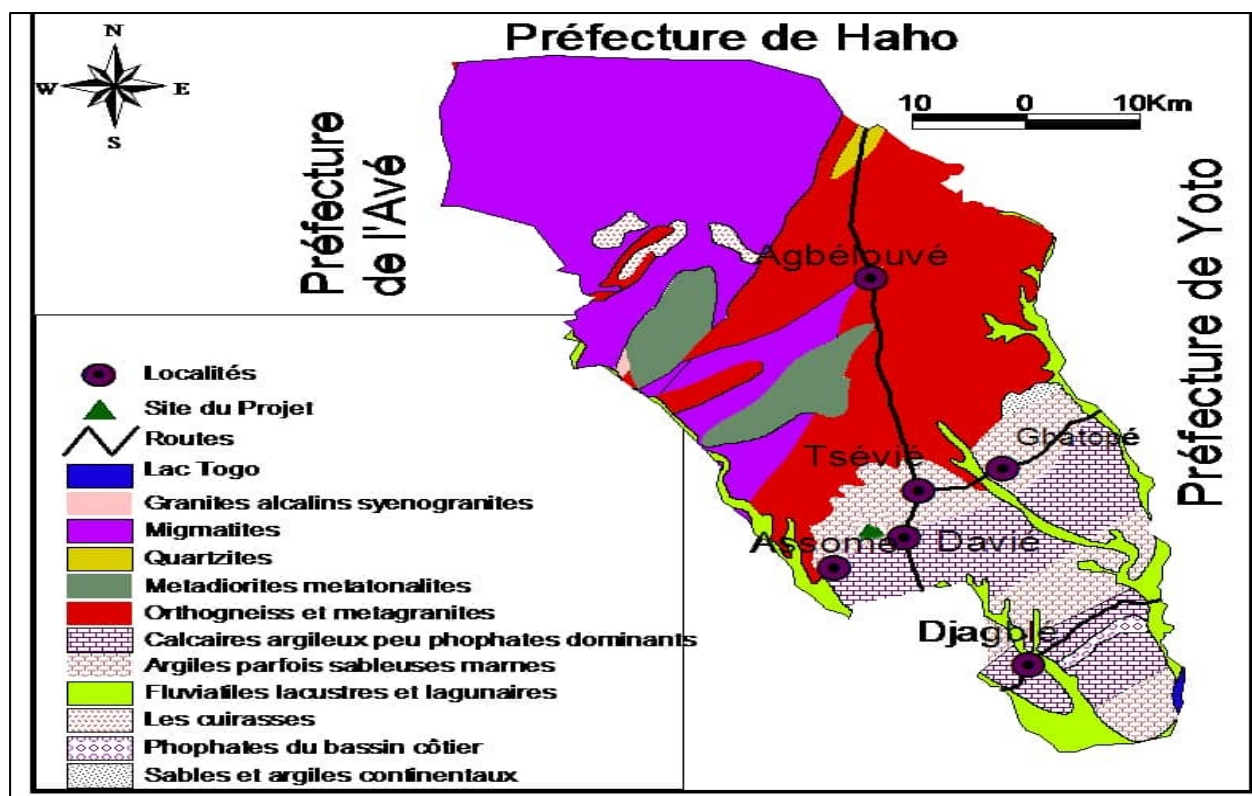 Préfecture de Haho
N
W E
S
10 0 10Km
Préfecture
de l'Avé
Préfecture de Yoto
Agbélouvé
Gbatopé
Tsévié
Assomé
Davié
Djagblé
Localités
Site du Projet
Routes
Lac Togo
Granites alcalins syenogranites
Migmatites
Quartzites
Metadiorites metatonalites
Orthogneiss et metagranites
Calcaires argileux peu phophates dominants
Argiles parfois sableuses marnes
Fluviatiles lacustres et lagunaires
Les cuirasses
Phophates du bassin côtier
Sables et argiles continentaux